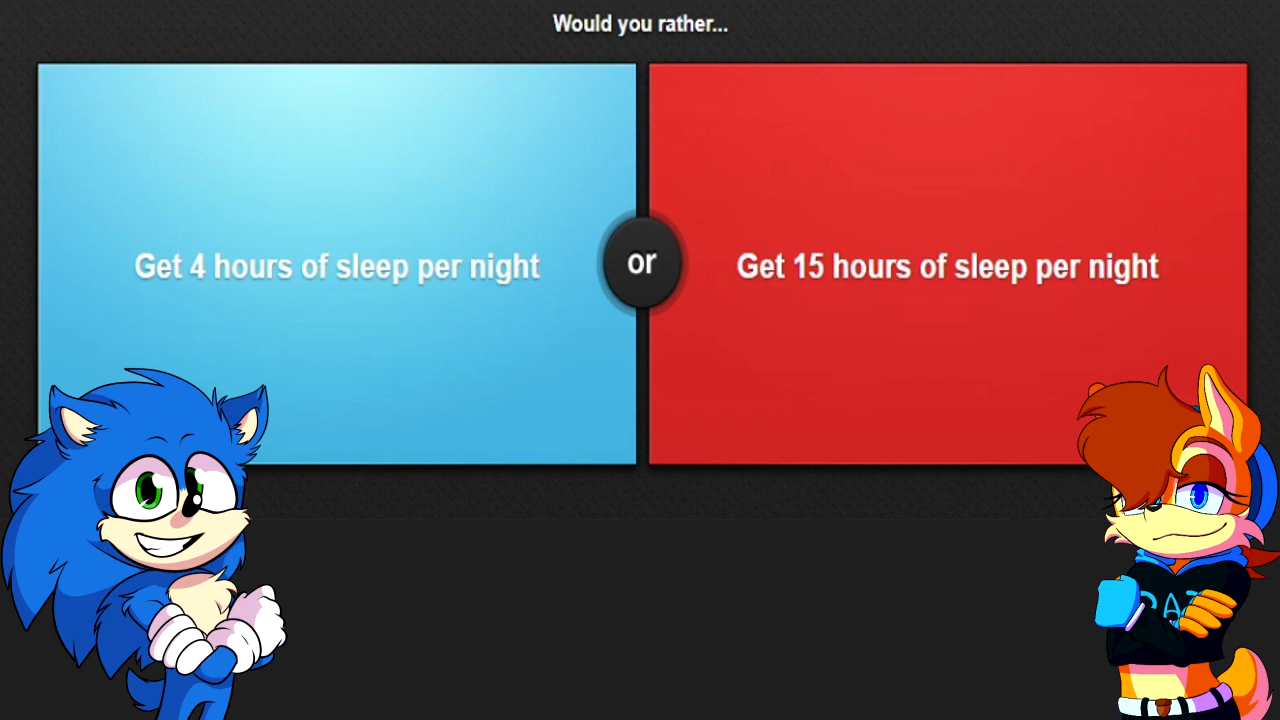 Would you rather...
Get 4 hours of sleep per night
or
Get 15 hours of sleep per night